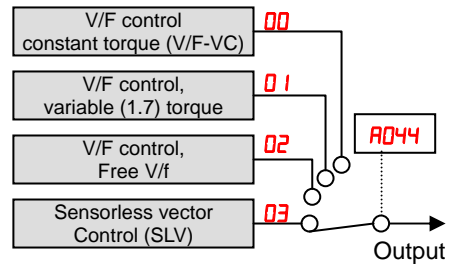 V/F control
constant torque (V/F-VC)
00
V/F control,
variable (1.7) torque
01
A044
V/F control,
Free V/f
02
Sensorless vector
Control (SLV)
03
Output